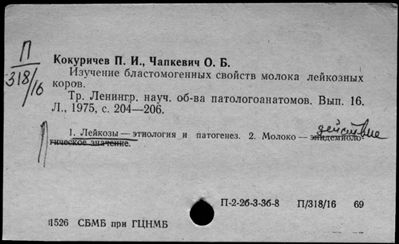 П
318/16
Кокуричев П. И., Чапкевич О. Б.
Изучение бластомогенных свойств молока лейкозных
коров.
Тр. Ленингр. науч. об-ва патологоанатомов. Вып. 16.
Л., 1975, с. 204—206.
действие
1. Лейкозы — этиология и патогенез. 2. Молоко — эпидемиоло-
гическое значение.
П-2-2б-3-3б-8 П/318/16 69
1526 СБМБ при ГЦНМБ